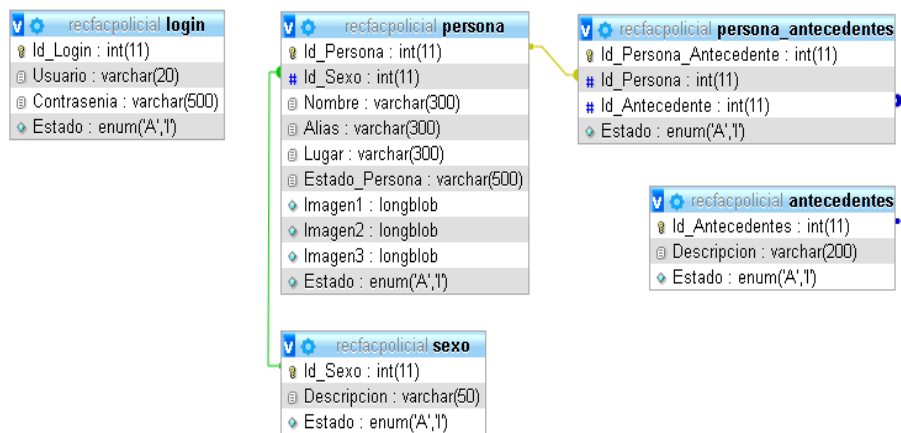 recfacpolicial login
Id_Login : int(11)
Usuario : varchar(20)
Contrasenia : varchar(500)
Estado : enum('A','I')
recfacpolicial persona
Id_Persona : int(11)
Id_Sexo : int(11)
Nombre : varchar(300)
Alias : varchar(300)
Lugar : varchar(300)
Estado_Persona : varchar(500)
Imagen1 : longblob
Imagen2 : longblob
Imagen3 : longblob
Estado : enum('A','I')
recfacpolicial persona_antecedentes
Id_Persona_Antecedente : int(11)
Id_Persona : int(11)
Id_Antecedente : int(11)
Estado : enum('A','I')
recfacpolicial antecedentes
Id_Antecedentes : int(11)
Descripcion : varchar(200)
Estado : enum('A','I')
recfacpolicial sexo
Id_Sexo : int(11)
Descripcion : varchar(50)
Estado : enum('A','I')